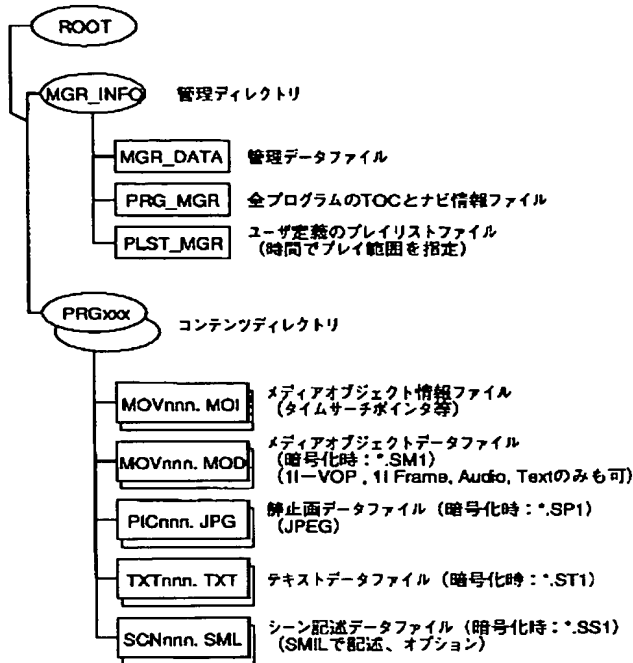 ROOT
MGR_INFO 管理ディレクトリ
MGR_DATA 管理データファイル
PRG_MGR 全プログラムのTOCとナビ情報ファイル
PLST_MGR ユーザ定義のプレイリストファイル
(時間でプレイ範囲を指定)
PRGxxx コンテンツディレクトリ
MOVnnn. MOI メディアオブジェクト情報ファイル
(タイムサーチポインタ等)
MOVnnn. MOD メディアオブジェクトデータファイル
(暗号化時:*.SM1)
(1I-VOP , 1I Frame, Audio, Textのみも可)
PICnnn. JPG 静止画データファイル (暗号化時:*.SP1)
(JPEG)
TXTnnn. TXT テキストデータファイル (暗号化時:*.ST1)
SCNnnn. SML シーン記述データファイル (暗号化時:*.SS1)
(SMILで記述、オプション)